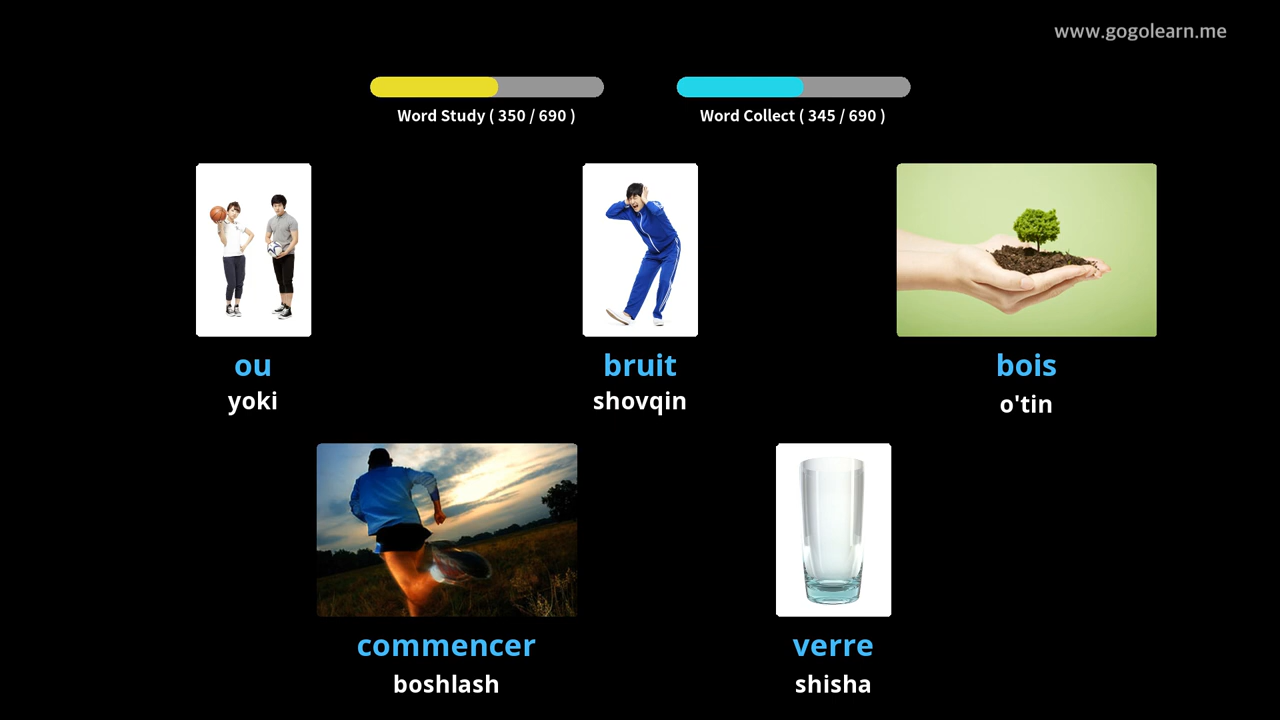 www.gogolearn.me
Word Study ( 350 / 690 )
Word Collect ( 345 / 690 )
ou
yoki
bruit
shovqin
bois
o'tin
commencer
boshlash
verre
shisha